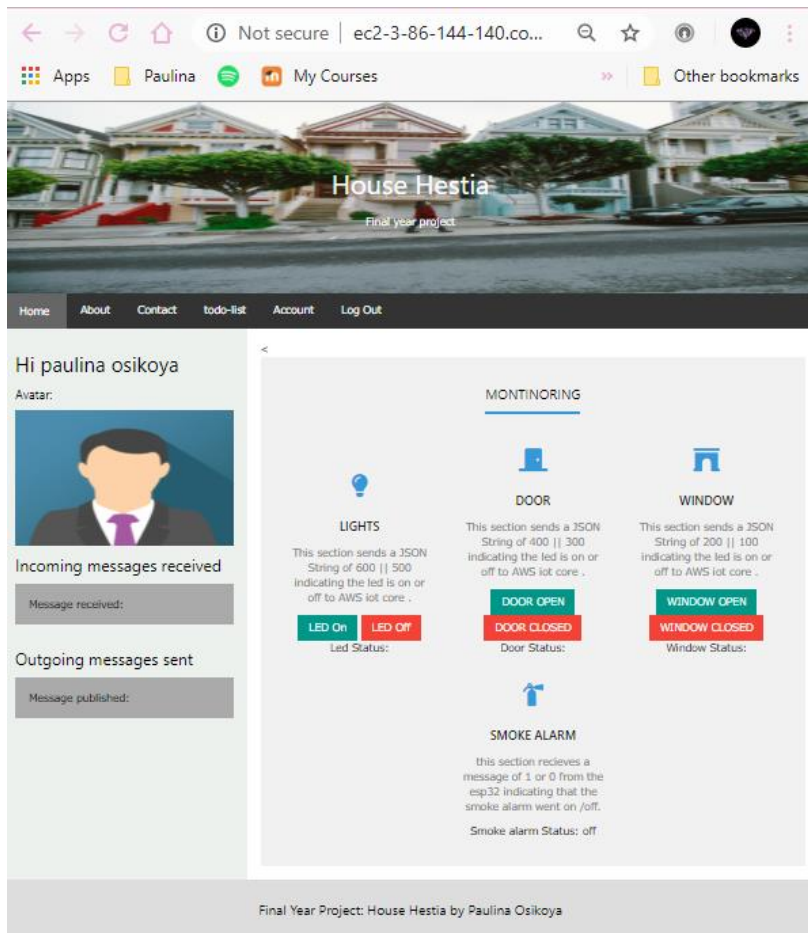 Not secure | ec2-3-86-144-140.co...
Apps
Paulina
My Courses
»
Other bookmarks
House Hestia
Final year project
Home
About
Contact
todo-list
Account
Log Out
Hi paulina osikoya
Avatar:
Incoming messages received
Message received:
Outgoing messages sent
Message published:
<
MONTINORING
LIGHTS
This section sends a JSON
String of 600 || 500
indicating the led is on or
off to AWS iot core .
LED On
LED Off
Led Status:
DOOR
This section sends a JSON
String of 400 || 300
indicating the led is on or
off to AWS iot core .
DOOR OPEN
DOOR CLOSED
Door Status:
WINDOW
This section sends a JSON
String of 200 || 100
indicating the led is on or
off to AWS iot core .
WINDOW OPEN
WINDOW CLOSED
Window Status:
SMOKE ALARM
this section recieves a
message of 1 or 0 from the
esp32 indicating that the
smoke alarm went on /off.
Smoke alarm Status: off
Final Year Project: House Hestia by Paulina Osikoya